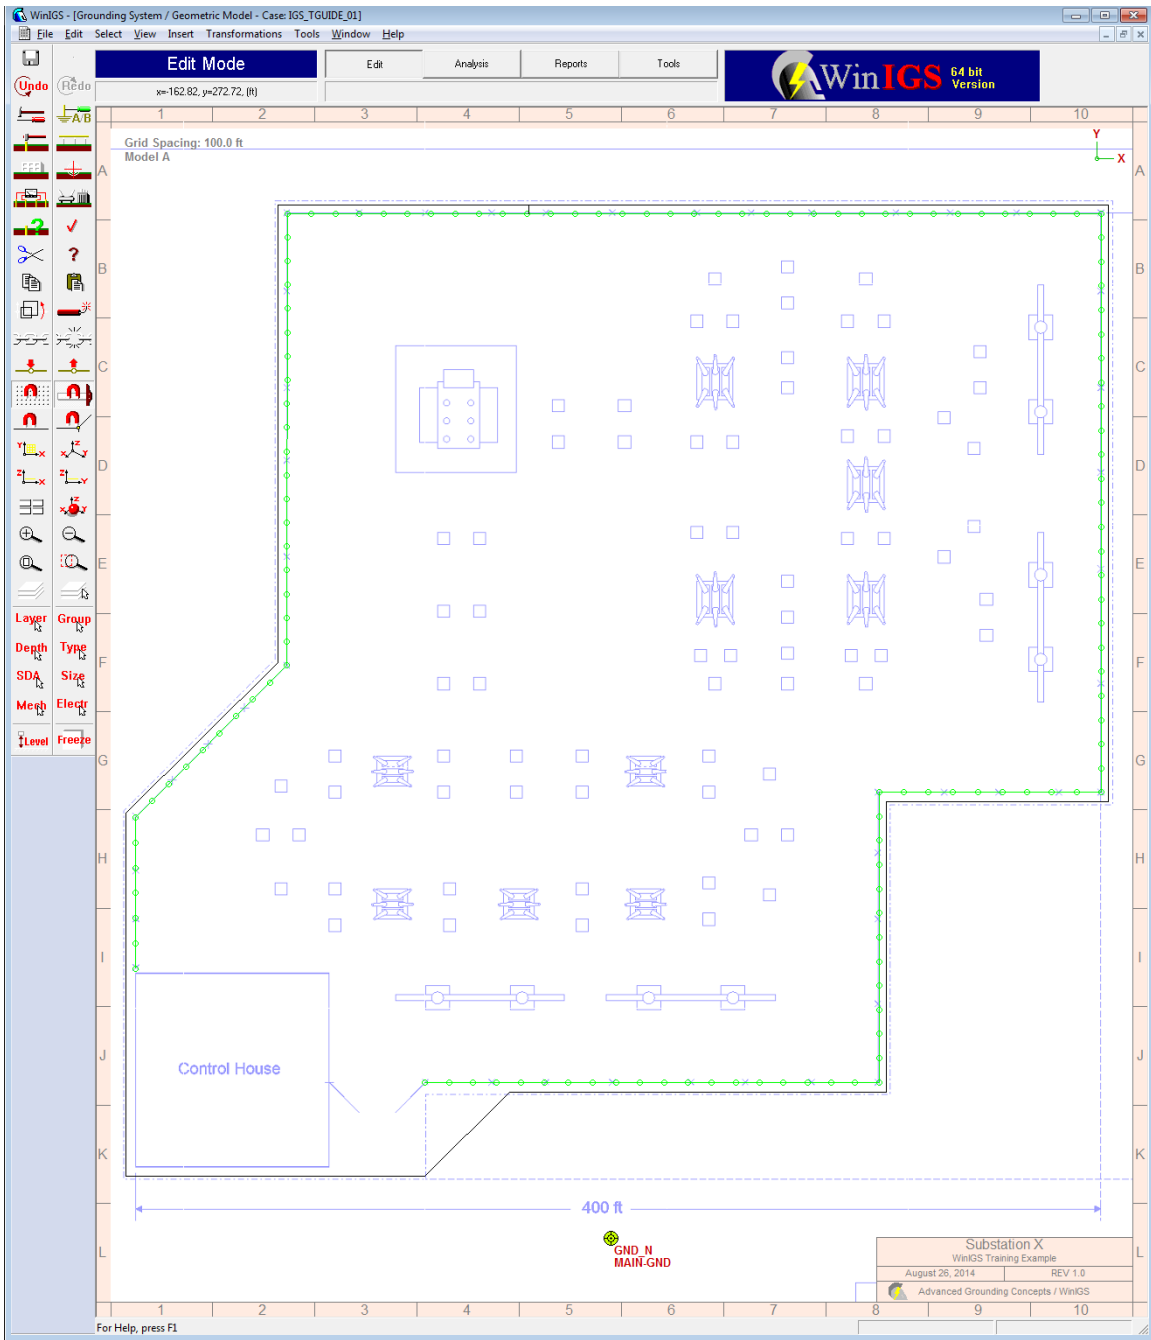 WinIGS - [Grounding System / Geometric Model - Case: IGS_TGUIDE_01]
File Edit Select View Insert Transformations Tools Window Help
Edit Mode
Edit Analysis Reports Tools
WinIGS 64 bit Version
x=-162.82, y=272.72, (ft)
Undo Redo
A/B
1 2 3 4 5 6 7 8 9 10
Grid Spacing: 100.0 ft
Model A
Y
X
A A
B B
C C
D D
E E
F F
G G
H H
I I
J J
K K
L L
Layer Group
Depth Type
SDA Size
Mech Electr
Level Freeze
Control House
400 ft
GND_N
MAIN-GND
Substation X
WinIGS Training Example
August 26, 2014 REV 1.0
Advanced Grounding Concepts / WinIGS
1 2 3 4 5 6 7 8 9 10
For Help, press F1